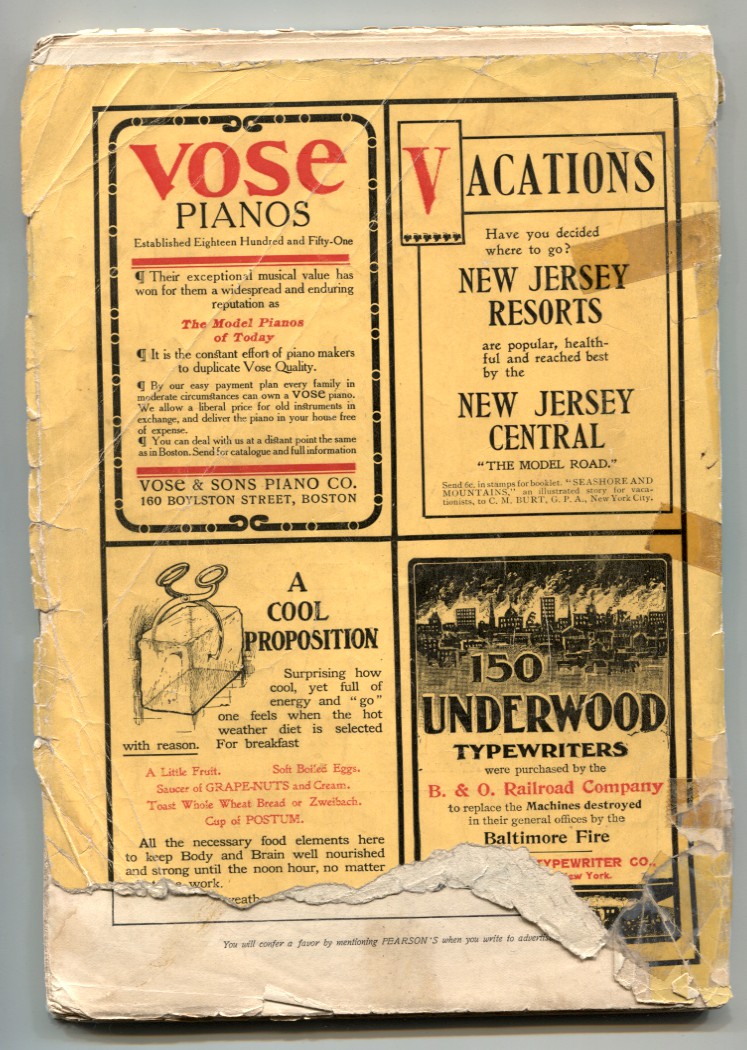 VOSE
PIANOS
Established Eighteen Hundred and Fifty-One
¶ Their exceptional musical value has
won for them a widespread and enduring
reputation as
The Model Pianos
of Today
¶ It is the constant effort of piano makers
to duplicate Vose Quality.
¶ By our easy payment plan every family in
moderate circumstances can own a VOSE piano.
We allow a liberal price for old instruments in
exchange, and deliver the piano in your house free
of expense.
¶ You can deal with us at a distant point the same
as in Boston. Send for catalogue and full information
VOSE & SONS PIANO CO.
160 BOYLSTON STREET, BOSTON
VACATIONS
Have you decided
where to go?
NEW JERSEY
RESORTS
are popular, health-
ful and reached best
by the
NEW JERSEY
CENTRAL
"THE MODEL ROAD."
Send 6c. in stamps for booklet. "SEASHORE AND
MOUNTAINS," an illustrated story for vaca-
tionists, to C. M. BURT, G. P. A., New York City.
A
COOL
PROPOSITION
Surprising how
cool, yet full of
energy and "go"
one feels when the hot
weather diet is selected
with reason. For breakfast
A Little Fruit. Soft Boiled Eggs.
Saucer of GRAPE-NUTS and Cream.
Toast Whole Wheat Bread or Zweibach.
Cup of POSTUM.
All the necessary food elements here
to keep Body and Brain well nourished
and strong until the noon hour, no matter
work.
150
UNDERWOOD
TYPEWRITERS
were purchased by the
B. & O. Railroad Company
to replace the Machines destroyed
in their general offices by the
Baltimore Fire
TYPEWRITER CO.,
New York.
You will confer a favor by mentioning PEARSON'S when you write to